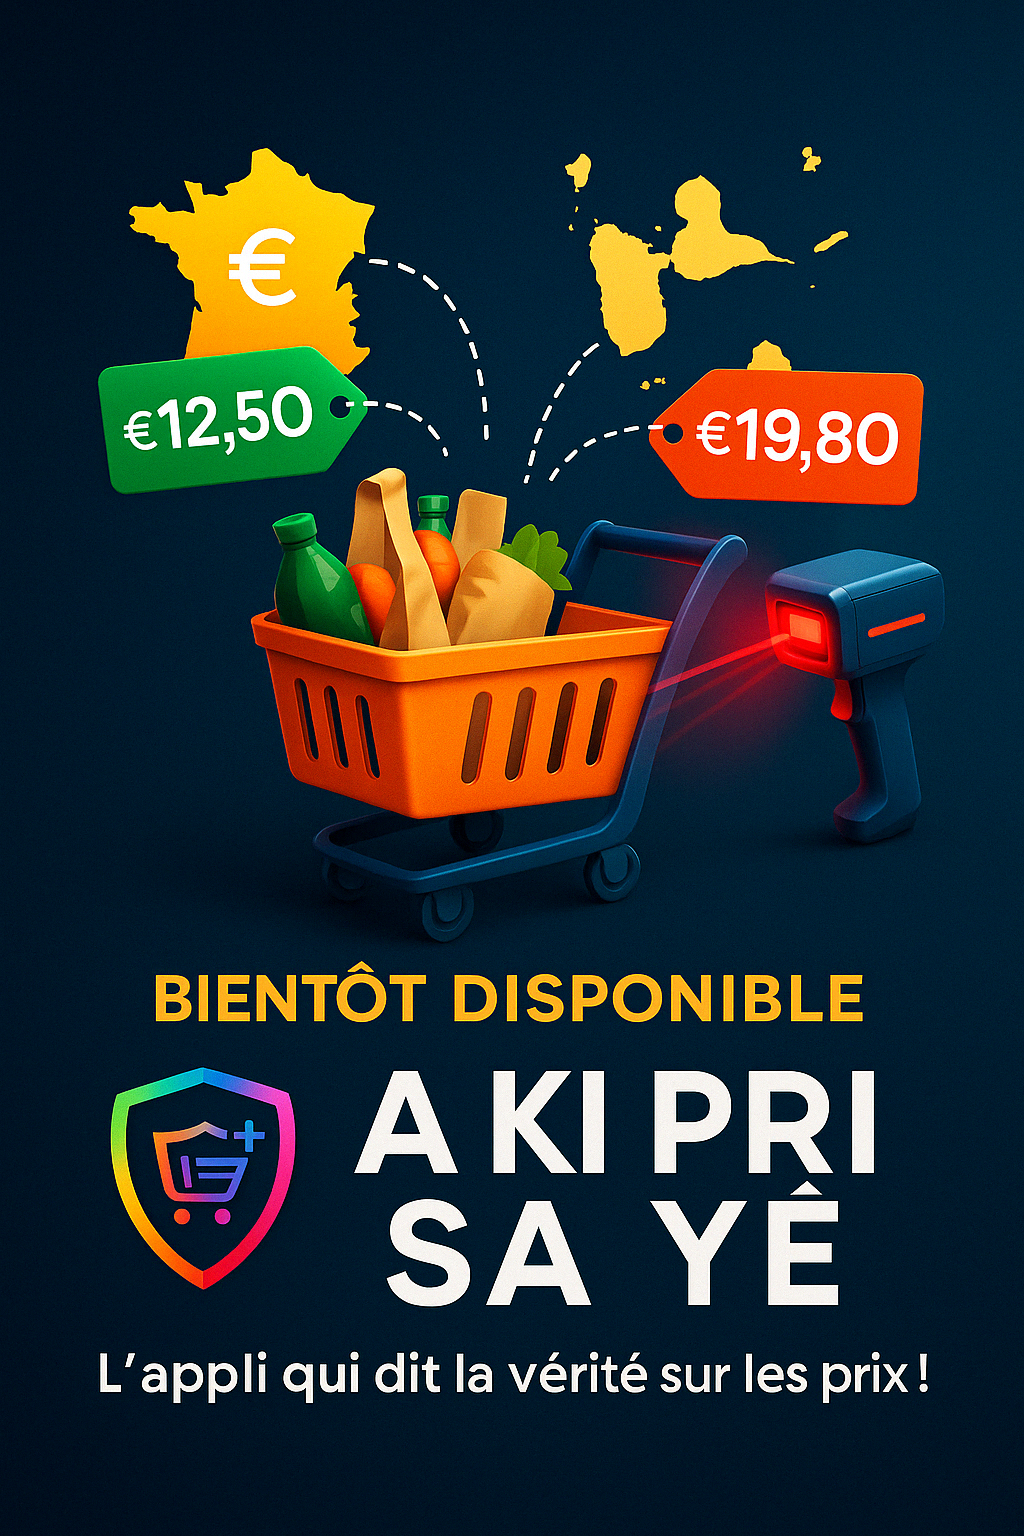 €
€12,50
€19,80
BIENTÔT DISPONIBLE
A KI PRI
SA YÊ
L'appli qui dit la vérité sur les prix !